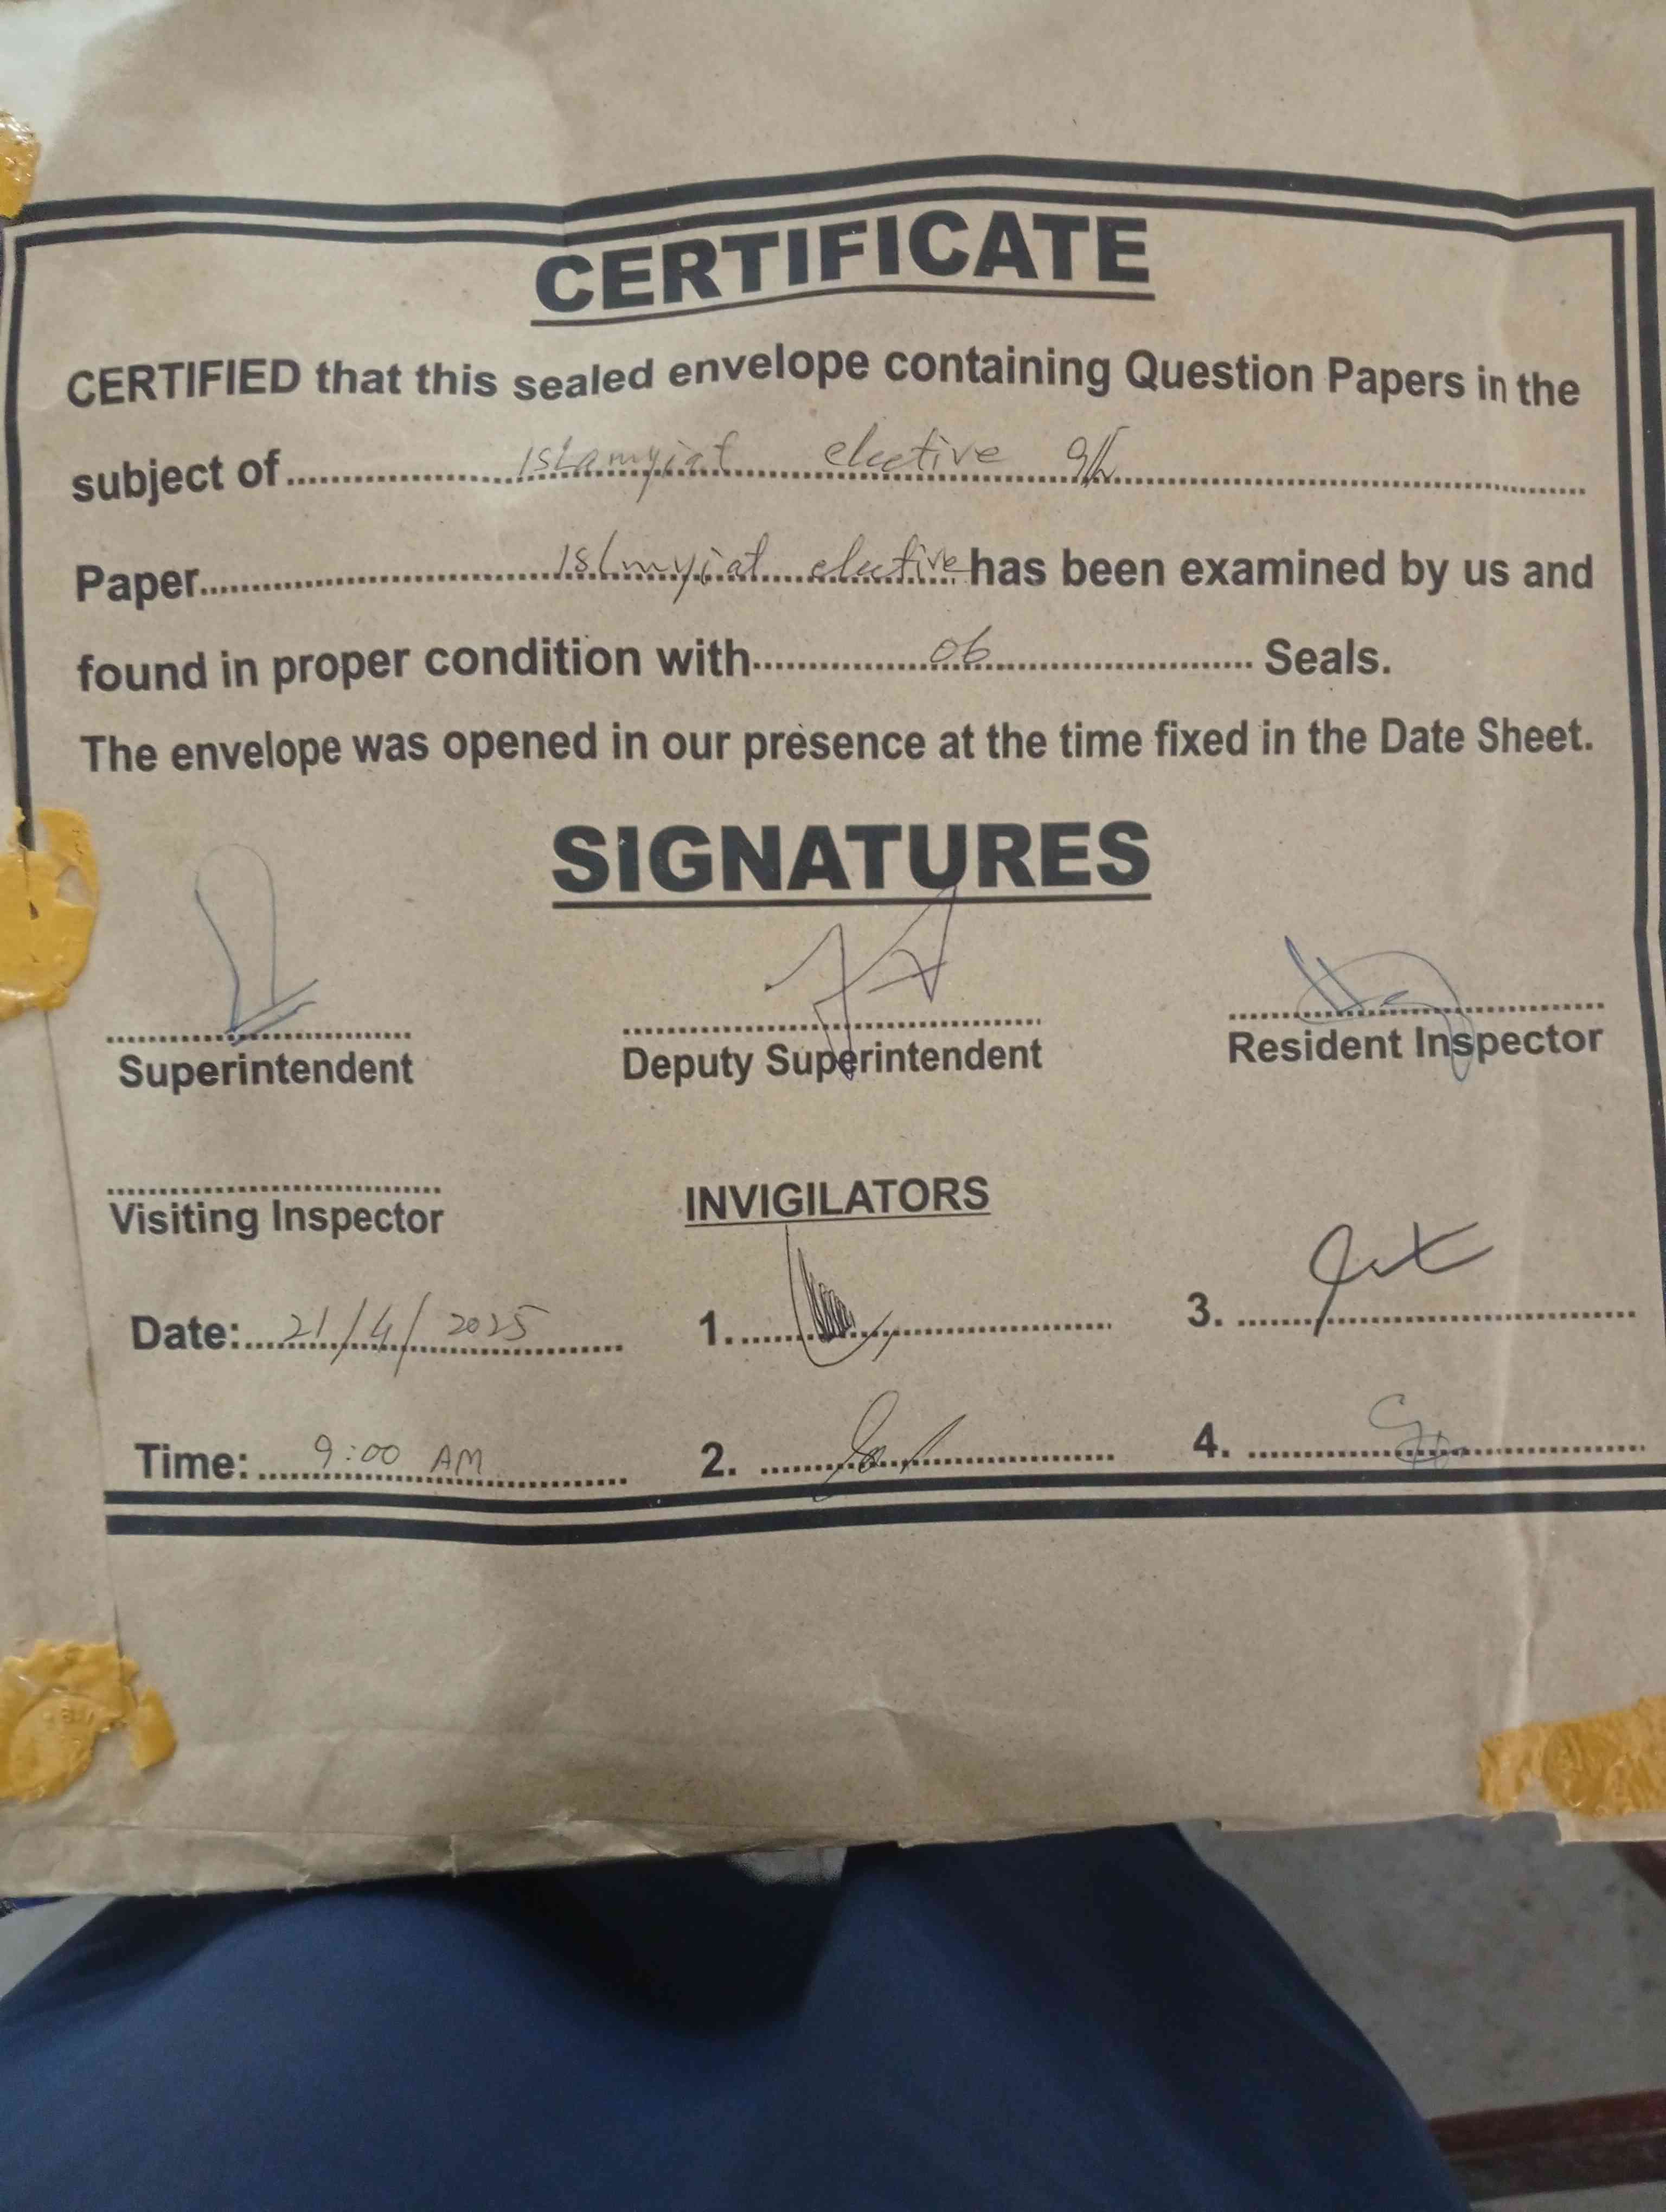 CERTIFICATE
CERTIFIED that this sealed envelope containing Question Papers in the
subject of Islamyiat elective 9th
Paper Islmyiat elective has been examined by us and
found in proper condition with 06 Seals.
The envelope was opened in our presence at the time fixed in the Date Sheet.
SIGNATURES
Superintendent Deputy Superintendent Resident Inspector
Visiting Inspector INVIGILATORS
Date: 21/4/2025 1. 3.
Time: 9:00 AM 2. 4.